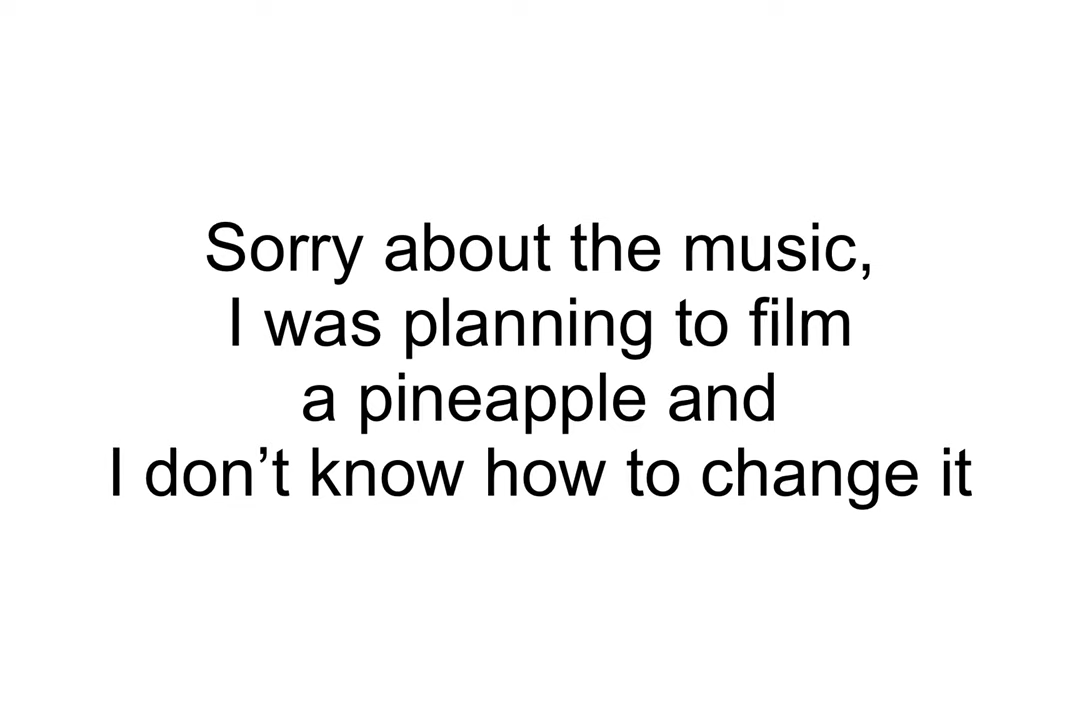 Sorry about the music,
I was planning to film
a pineapple and
I don’t know how to change it